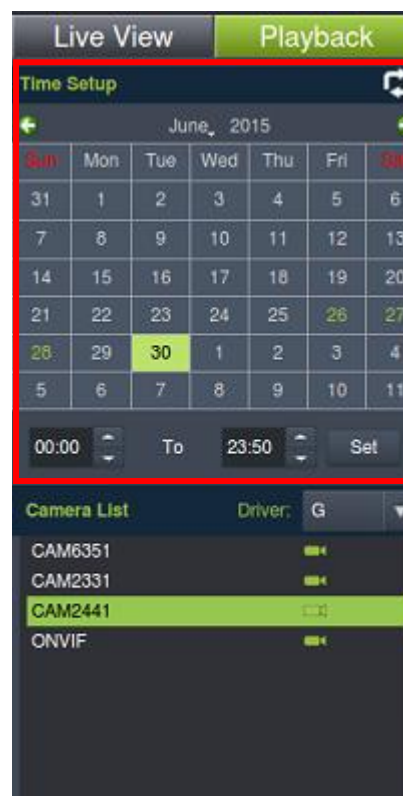 Live View Playback
Time Setup
June, 2015
Sun Mon Tue Wed Thu Fri Sat
31 1 2 3 4 5 6
7 8 9 10 11 12 13
14 15 16 17 18 19 20
21 22 23 24 25 26 27
28 29 30 1 2 3 4
5 6 7 8 9 10 11
00:00 To 23:50 Set
Camera List Driver: G
CAM6351
CAM2331
CAM2441
ONVIF